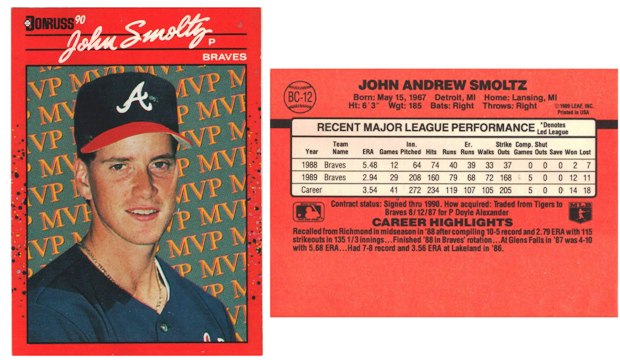 DONRUSS 90
John Smoltz
P
BRAVES
MVP MVP MVP
A
BC-12
JOHN ANDREW SMOLTZ
Born: May 15, 1967 Detroit, MI Home: Lansing, MI
Ht: 6'3" Wgt: 185 Bats: Right Throws: Right
©1989 LEAF, INC.
Printed in USA
RECENT MAJOR LEAGUE PERFORMANCE *Denotes Led League
Year Team Name ERA Games Inn. Pitched Hits Runs Er. Runs Walks Strike Outs Comp. Games Shut Outs Save Won Lost
1988 Braves 5.48 12 64 74 40 39 33 37 0 0 0 2 7
1989 Braves 2.94 29 208 160 79 68 72 168 5 0 0 12 11
Career 3.54 41 272 234 119 107 105 205 5 0 0 14 18
Contract status: Signed thru 1990. How acquired: Traded from Tigers to
Braves 8/12/87 for P Doyle Alexander
CAREER HIGHLIGHTS
Recalled from Richmond in midseason in '88 after compiling 10-5 record and 2.79 ERA with 115
strikeouts in 135 1/3 innings...Finished '88 in Braves' rotation...At Glens Falls in '87 was 4-10
with 5.68 ERA...Had 7-8 record and 3.56 ERA at Lakeland in '86.